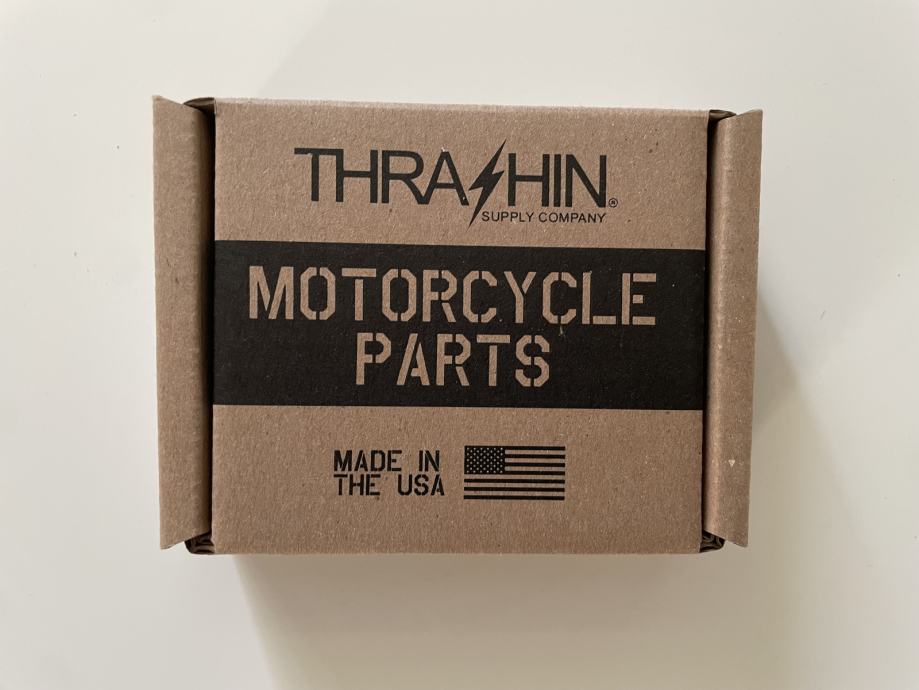 THRASHIN®
SUPPLY COMPANY
MOTORCYCLE
PARTS
MADE IN
THE USA